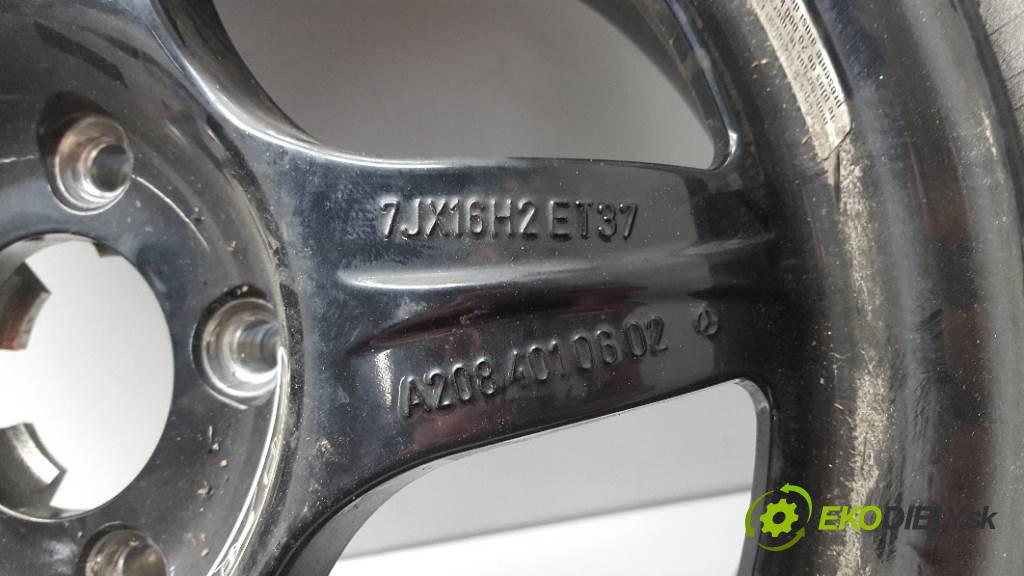 7JX16H2 ET37
A208 401 06 02
EKODIELY.sk